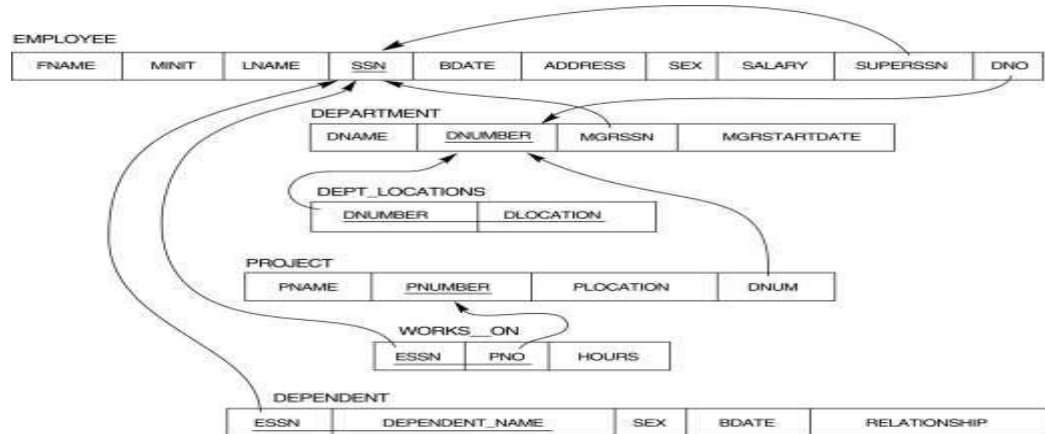 EMPLOYEE
FNAME MINIT LNAME SSN BDATE ADDRESS SEX SALARY SUPERSSN DNO
DEPARTMENT
DNAME DNUMBER MGRSSN MGRSTARTDATE
DEPT_LOCATIONS
DNUMBER DLOCATION
PROJECT
PNAME PNUMBER PLOCATION DNUM
WORKS_ON
ESSN PNO HOURS
DEPENDENT
ESSN DEPENDENT_NAME SEX BDATE RELATIONSHIP